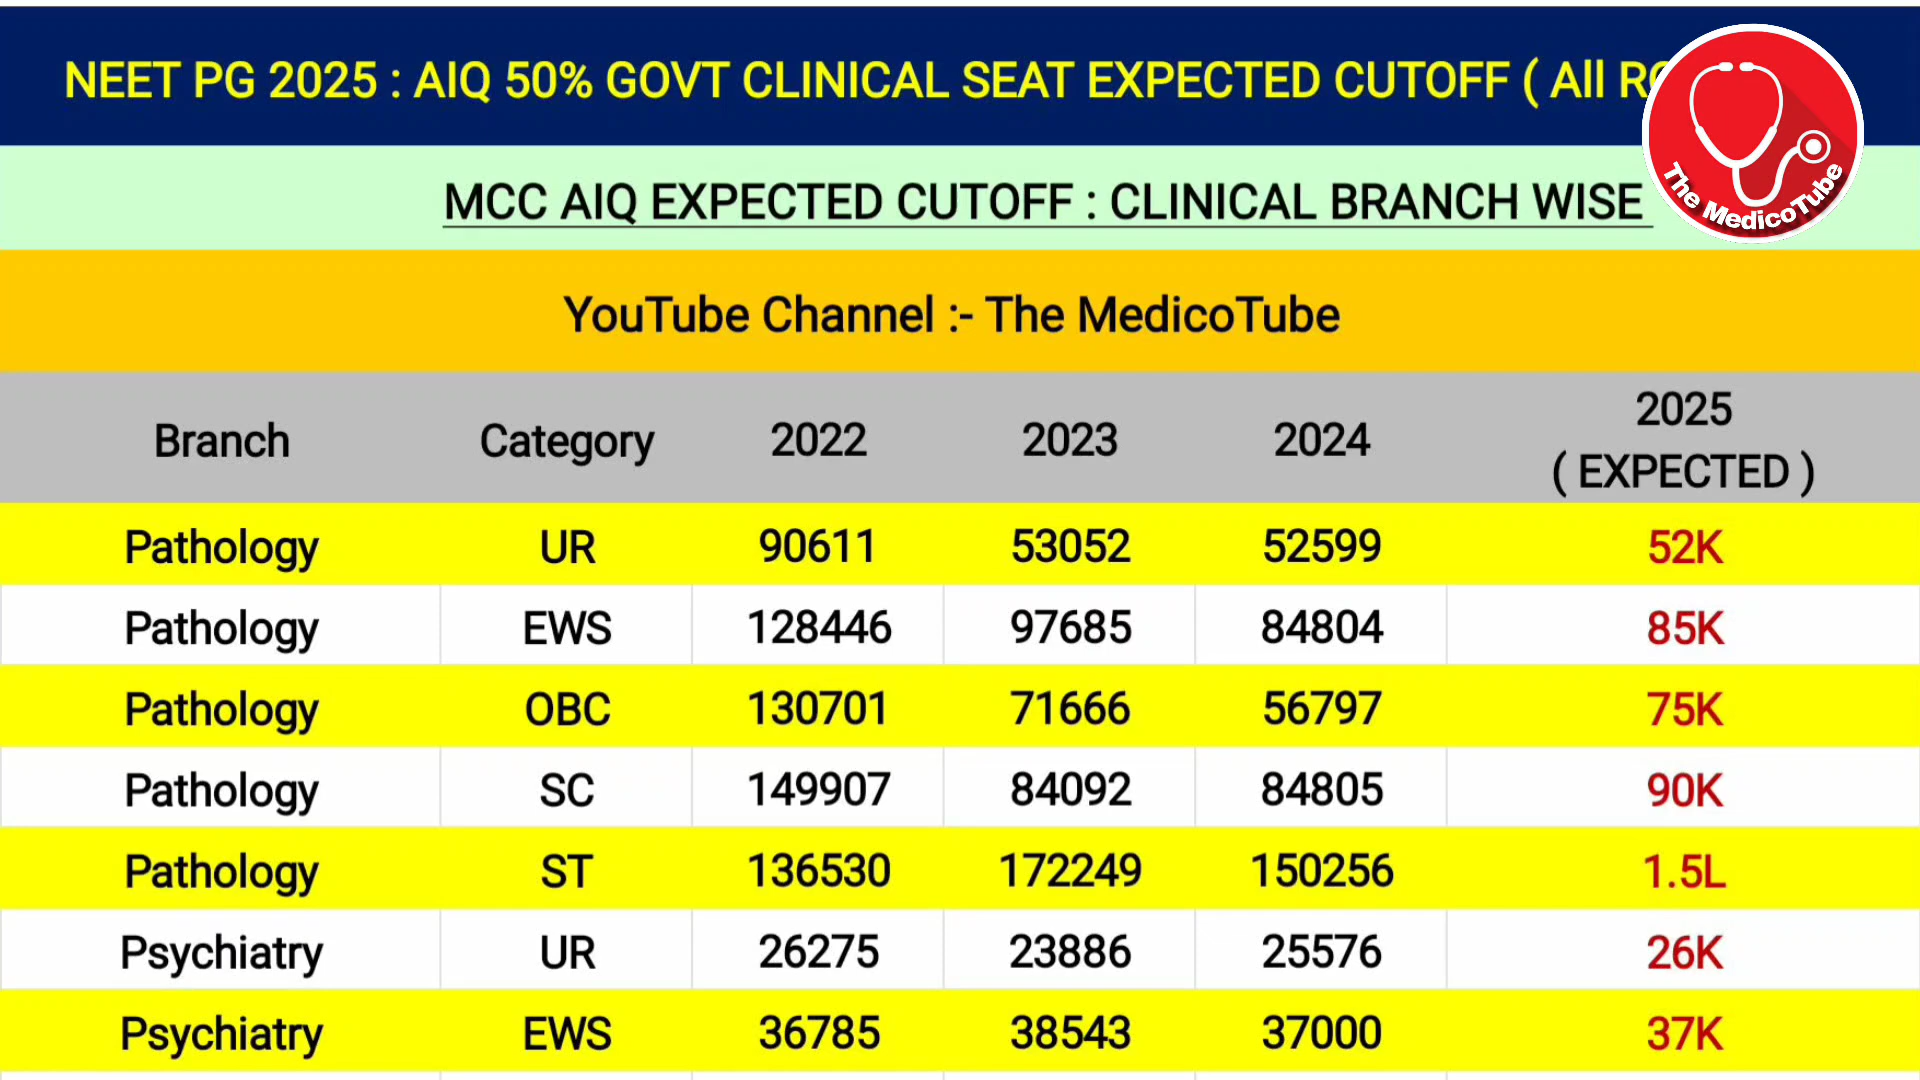 NEET PG 2025 : AIQ 50% GOVT CLINICAL SEAT EXPECTED CUTOFF ( All
The MedicoTube
MCC AIQ EXPECTED CUTOFF : CLINICAL BRANCH WISE
YouTube Channel :- The MedicoTube
Branch Category 2022 2023 2024 2025 ( EXPECTED )
Pathology UR 90611 53052 52599 52K
Pathology EWS 128446 97685 84804 85K
Pathology OBC 130701 71666 56797 75K
Pathology SC 149907 84092 84805 90K
Pathology ST 136530 172249 150256 1.5L
Psychiatry UR 26275 23886 25576 26K
Psychiatry EWS 36785 38543 37000 37K